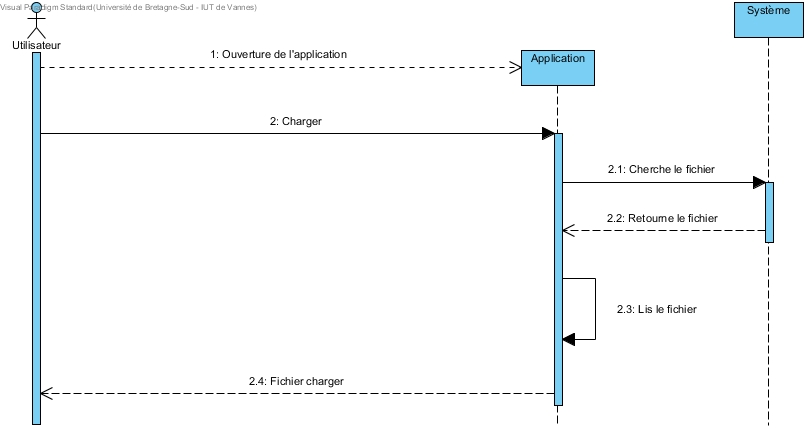 Visual Paradigm Standard(Université de Bretagne-Sud - IUT de Vannes)
Système
Utilisateur
1: Ouverture de l'application
Application
2: Charger
2.1: Cherche le fichier
2.2: Retourne le fichier
2.3: Lis le fichier
2.4: Fichier charger